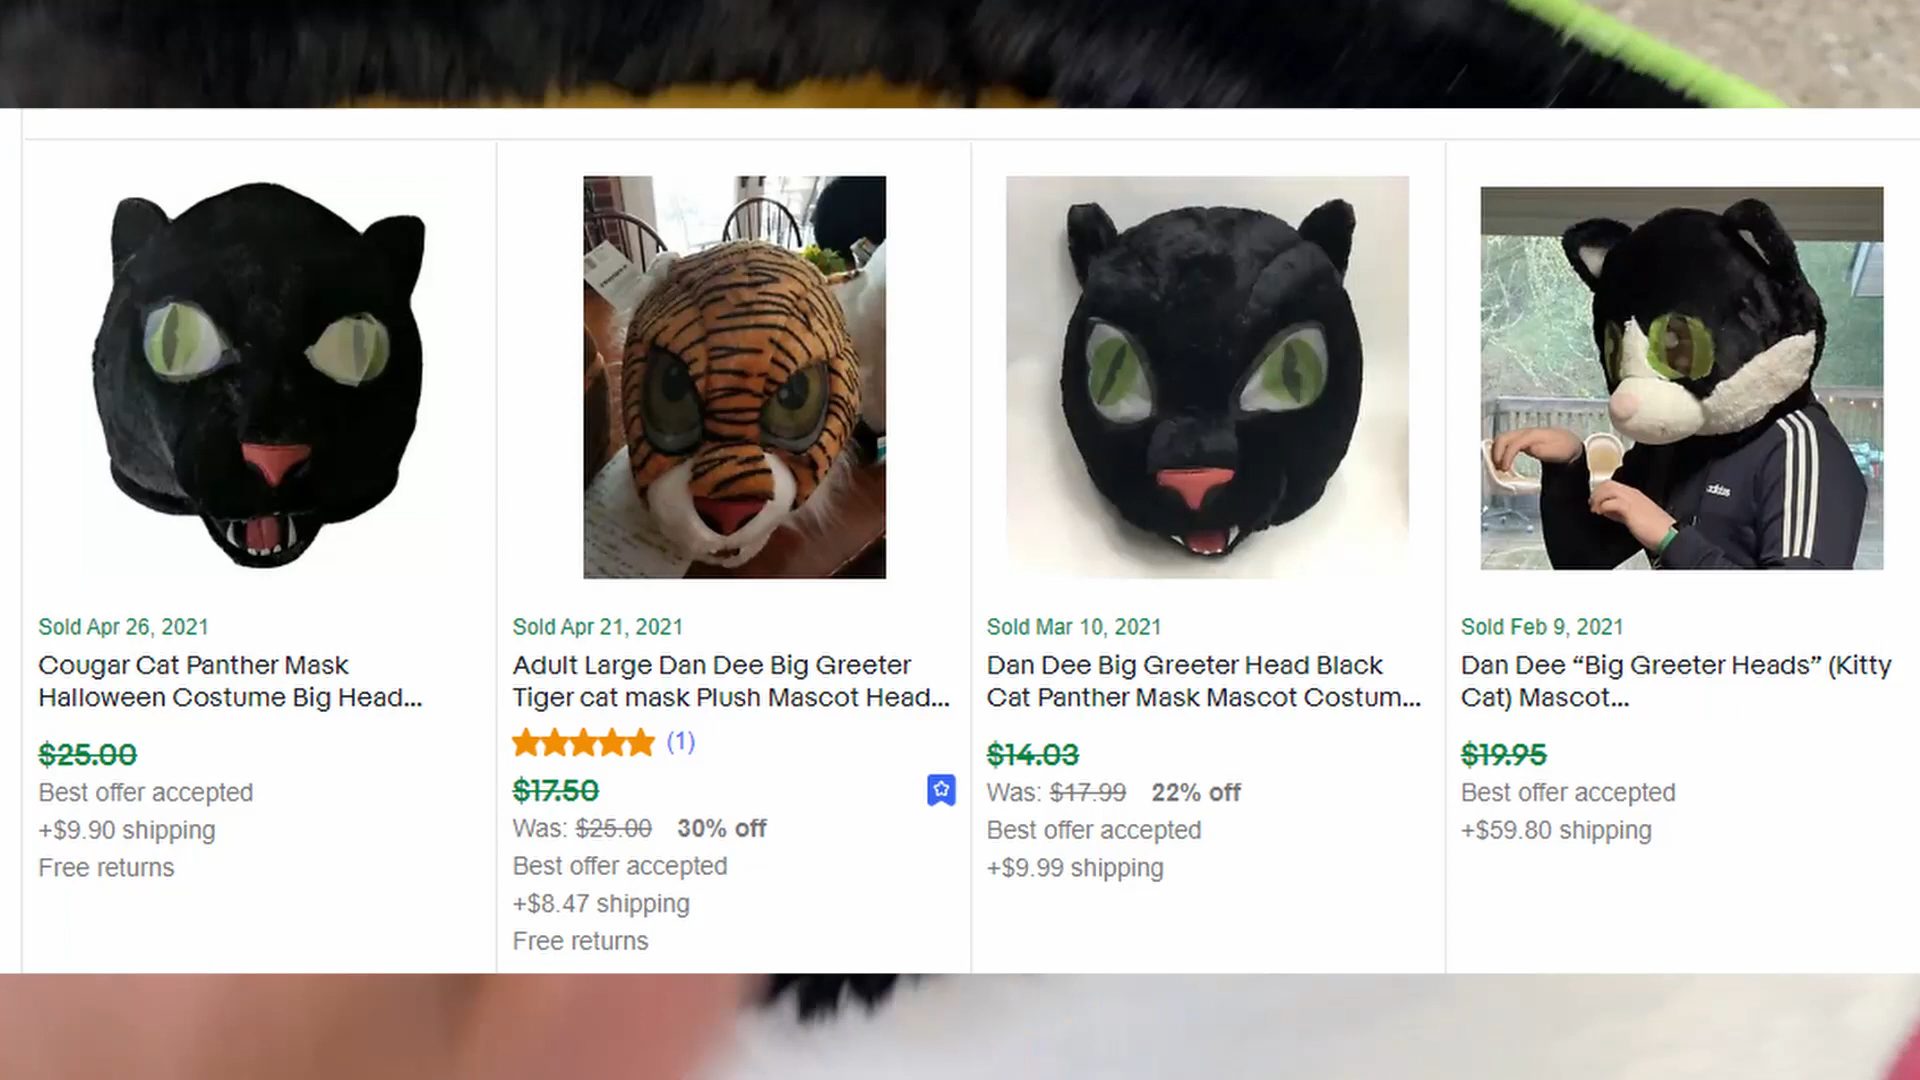 Sold Apr 26, 2021
Cougar Cat Panther Mask
Halloween Costume Big Head...
$25.00
Best offer accepted
+$9.90 shipping
Free returns
Sold Apr 21, 2021
Adult Large Dan Dee Big Greeter
Tiger cat mask Plush Mascot Head...
(1)
$17.50
Was: $25.00 30% off
Best offer accepted
+$8.47 shipping
Free returns
Sold Mar 10, 2021
Dan Dee Big Greeter Head Black
Cat Panther Mask Mascot Costum...
$14.03
Was: $17.99 22% off
Best offer accepted
+$9.99 shipping
adidas
Sold Feb 9, 2021
Dan Dee “Big Greeter Heads” (Kitty
Cat) Mascot...
$19.95
Best offer accepted
+$59.80 shipping